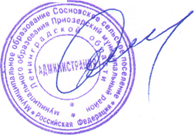 Муниципальное образование Сосновское сельское поселение
муниципального образования Приозерский муниципальный район
Ленинградской области
АДМИНИСТРАЦИЯ
* Российская Федерация *